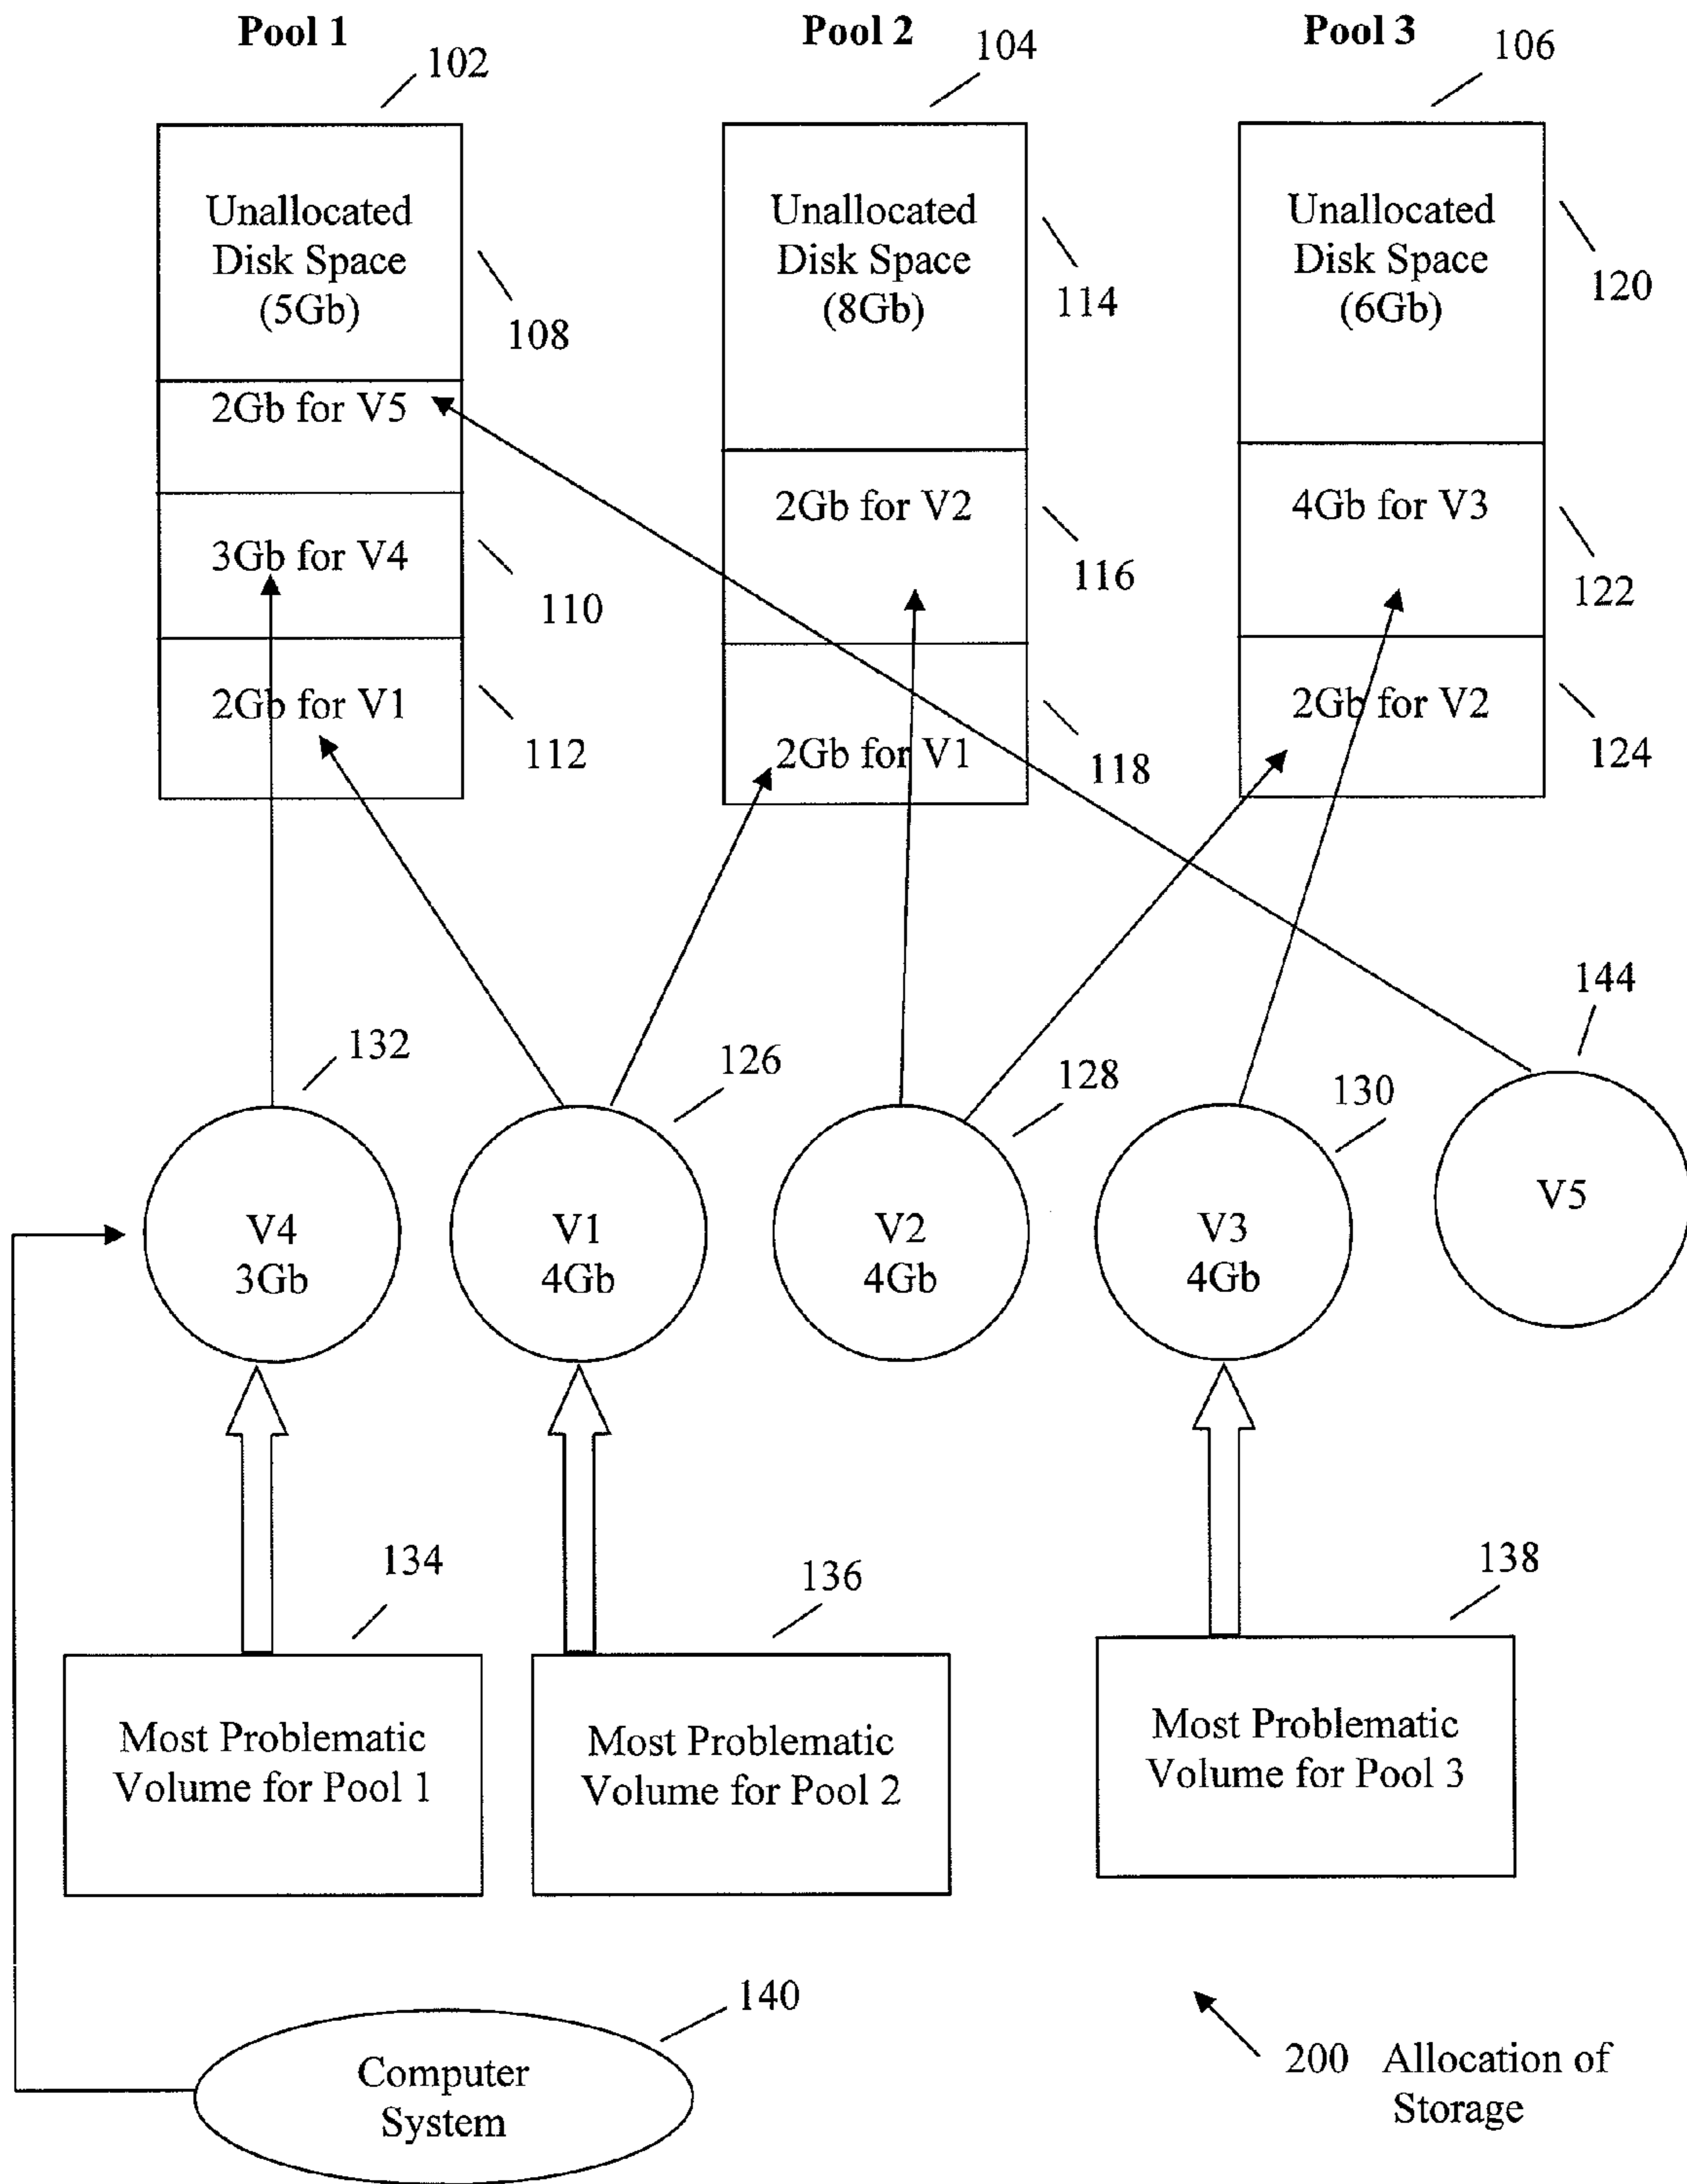 Pool 1
Pool 2
Pool 3
102
104
106
Unallocated
Disk Space
(5Gb)
108
2Gb for V5
3Gb for V4
110
2Gb for V1
112
Unallocated
Disk Space
(8Gb)
114
2Gb for V2
116
2Gb for V1
118
Unallocated
Disk Space
(6Gb)
120
4Gb for V3
122
2Gb for V2
124
132
126
128
130
144
V4
3Gb
V1
4Gb
V2
4Gb
V3
4Gb
V5
134
136
138
Most Problematic
Volume for Pool 1
Most Problematic
Volume for Pool 2
Most Problematic
Volume for Pool 3
140
Computer
System
200 Allocation of
Storage